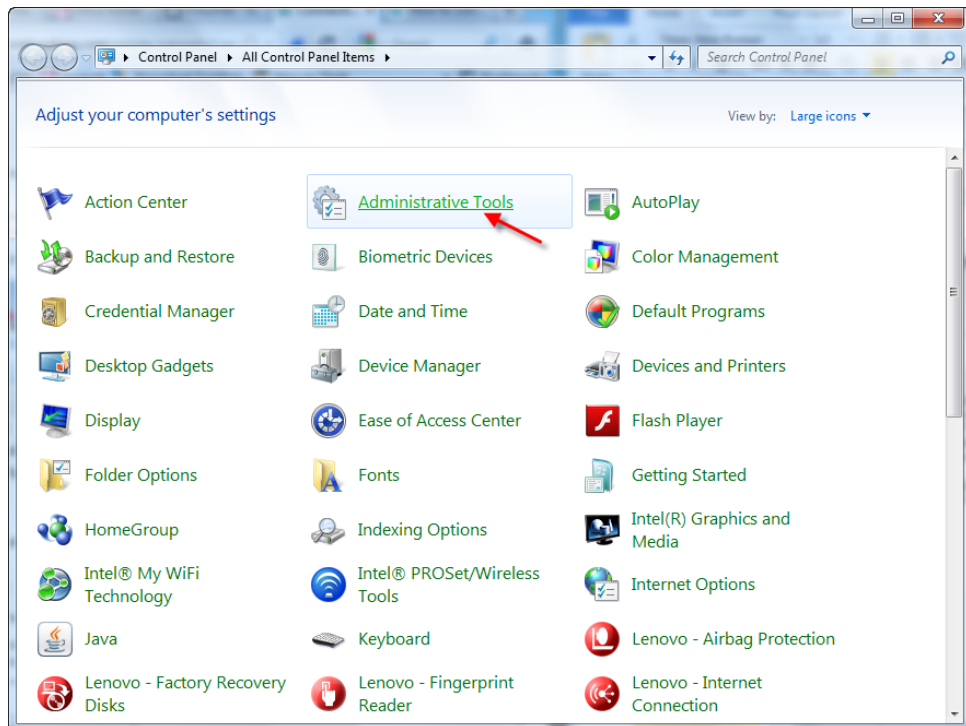 Control Panel All Control Panel Items
Search Control Panel
Adjust your computer's settings
View by: Large icons
Action Center
Administrative Tools
AutoPlay
Backup and Restore
Biometric Devices
Color Management
Credential Manager
Date and Time
Default Programs
Desktop Gadgets
Device Manager
Devices and Printers
Display
Ease of Access Center
Flash Player
Folder Options
Fonts
Getting Started
HomeGroup
Indexing Options
Intel(R) Graphics and
Media
Intel® My WiFi
Technology
Intel® PROSet/Wireless
Tools
Internet Options
Java
Keyboard
Lenovo - Airbag Protection
Lenovo - Factory Recovery
Disks
Lenovo - Fingerprint
Reader
Lenovo - Internet
Connection